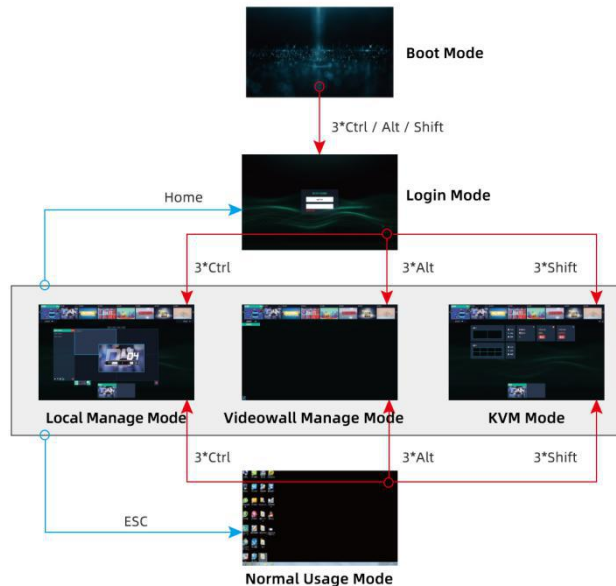 Boot Mode
3*Ctrl / Alt / Shift
Login Mode
Home
3*Ctrl
3*Alt
3*Shift
Local Manage Mode
Videowall Manage Mode
KVM Mode
3*Ctrl
3*Alt
3*Shift
ESC
Normal Usage Mode